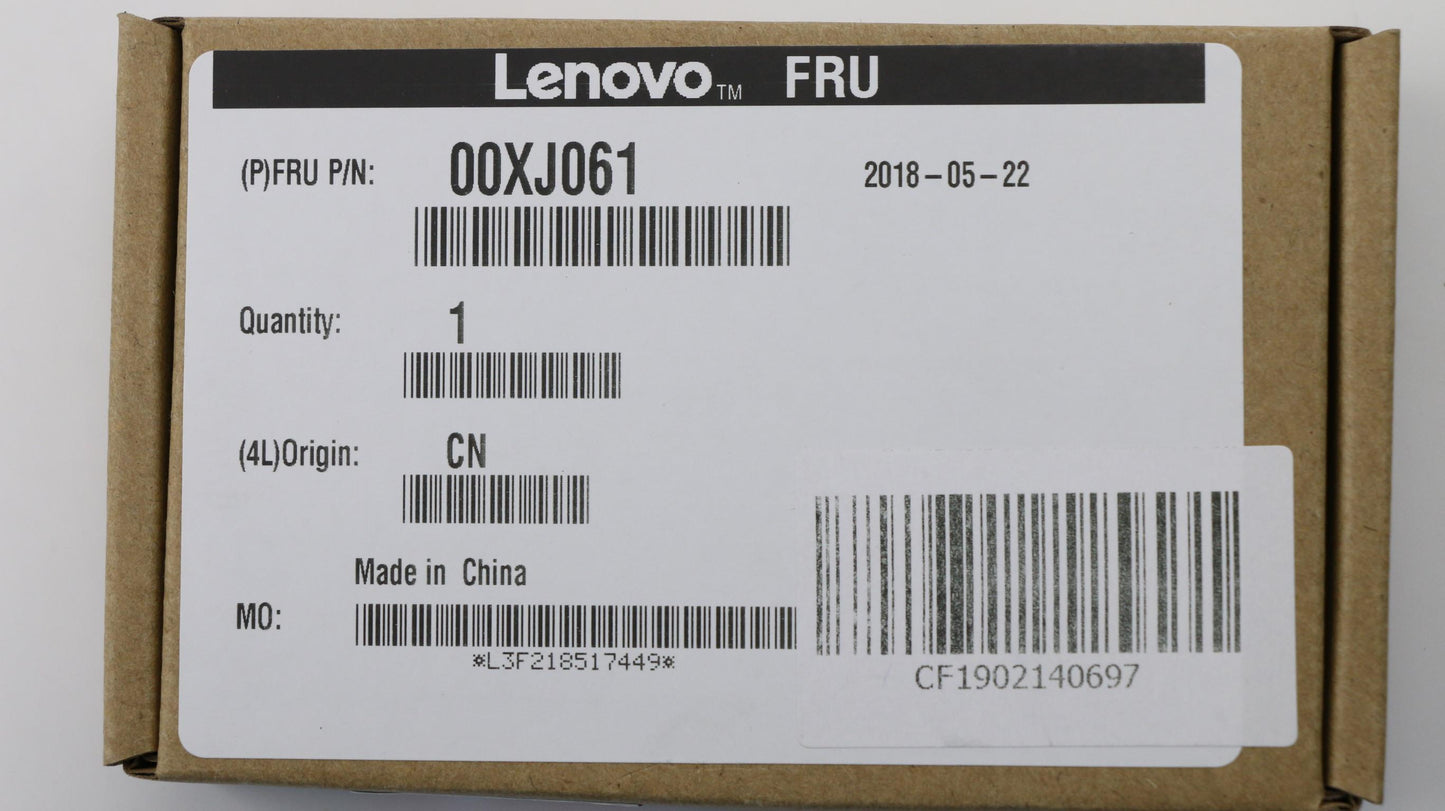 Lenovo™ FRU
(P)FRU P/N: 00XJ061 2018-05-22
Quantity: 1
(4L)Origin: CN
Made in China
MO:
*L3F218517449*
CF1902140697